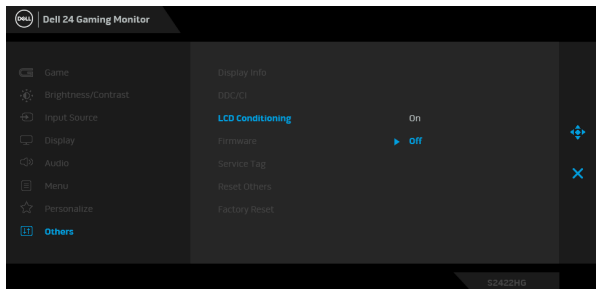 DELL Dell 24 Gaming Monitor
Game
Brightness/Contrast
Input Source
Display
Audio
Menu
Personalize
Others
Display Info
DDC/CI
LCD Conditioning On
Firmware Off
Service Tag
Reset Others
Factory Reset
S2422HG